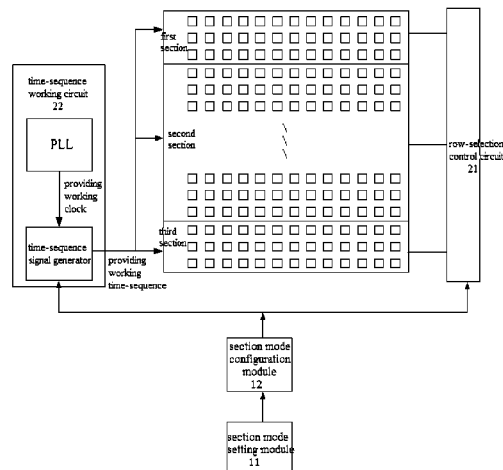 first
section
time-sequence
working circuit
22
PLL
providing
working
clock
time-sequence
signal generator
providing
working
time-sequence
second
section
third
section
row-selection
control circuit
21
section mode
configuration
module
12
section mode
setting module
11